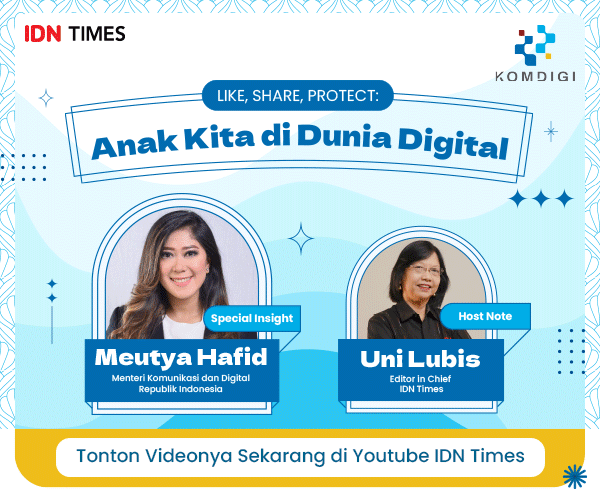 IDN TIMES
KOMDIGI
LIKE, SHARE, PROTECT:
Anak Kita di Dunia Digital
Special Insight
Meutya Hafid
Menteri Komunikasi dan Digital
Republik Indonesia
Host Note
Uni Lubis
Editor in Chief
IDN Times
Tonton Videonya Sekarang di Youtube IDN Times